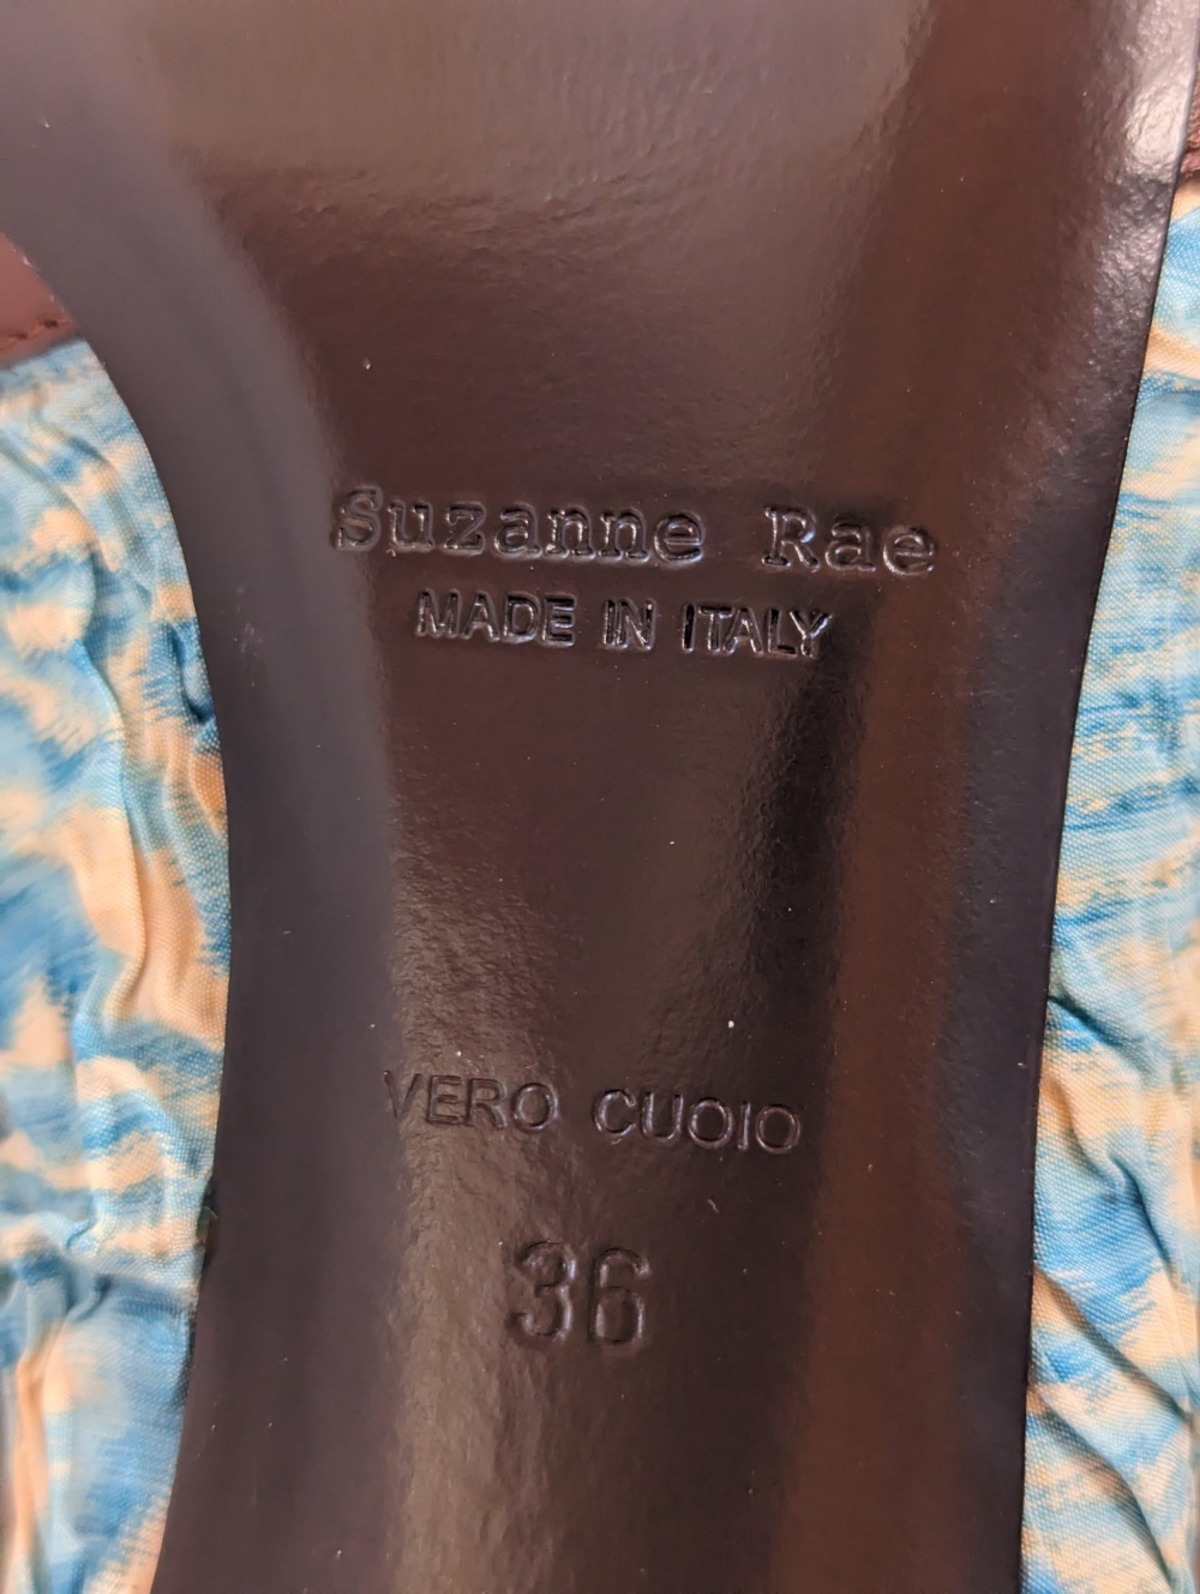 Suzanne Rae
MADE IN ITALY
VERO CUOIO
36